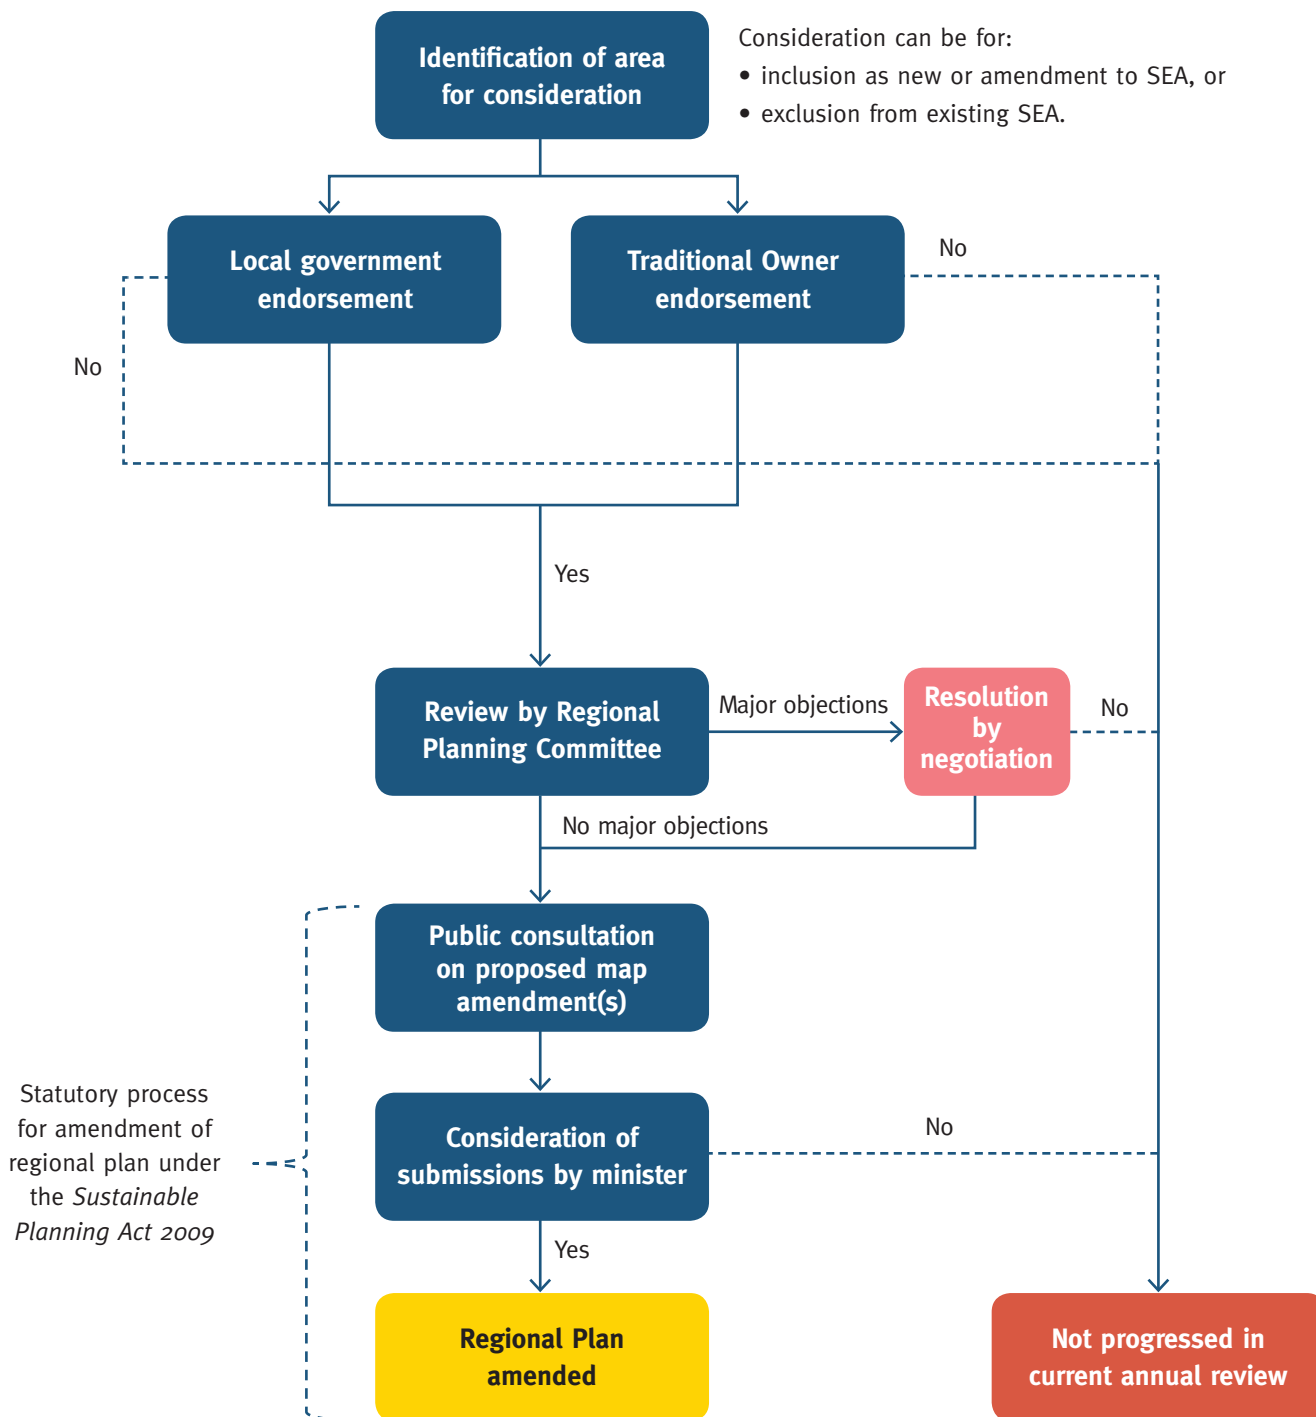 Identification of area
for consideration
Consideration can be for:
• inclusion as new or amendment to SEA, or
• exclusion from existing SEA.
Local government
endorsement
Traditional Owner
endorsement
No
No
Yes
Review by Regional
Planning Committee
Major objections
Resolution
by
negotiation
No
No major objections
Public consultation
on proposed map
amendment(s)
Statutory process
for amendment of
regional plan under
the Sustainable
Planning Act 2009
Consideration of
submissions by minister
No
Yes
Regional Plan
amended
Not progressed in
current annual review